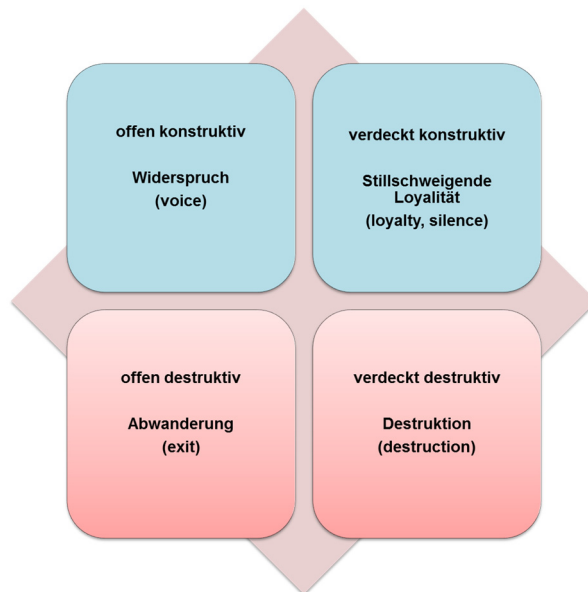 offen konstruktiv
Widerspruch
(voice)
verdeckt konstruktiv
Stillschweigende
Loyalität
(loyalty, silence)
offen destruktiv
Abwanderung
(exit)
verdeckt destruktiv
Destruktion
(destruction)